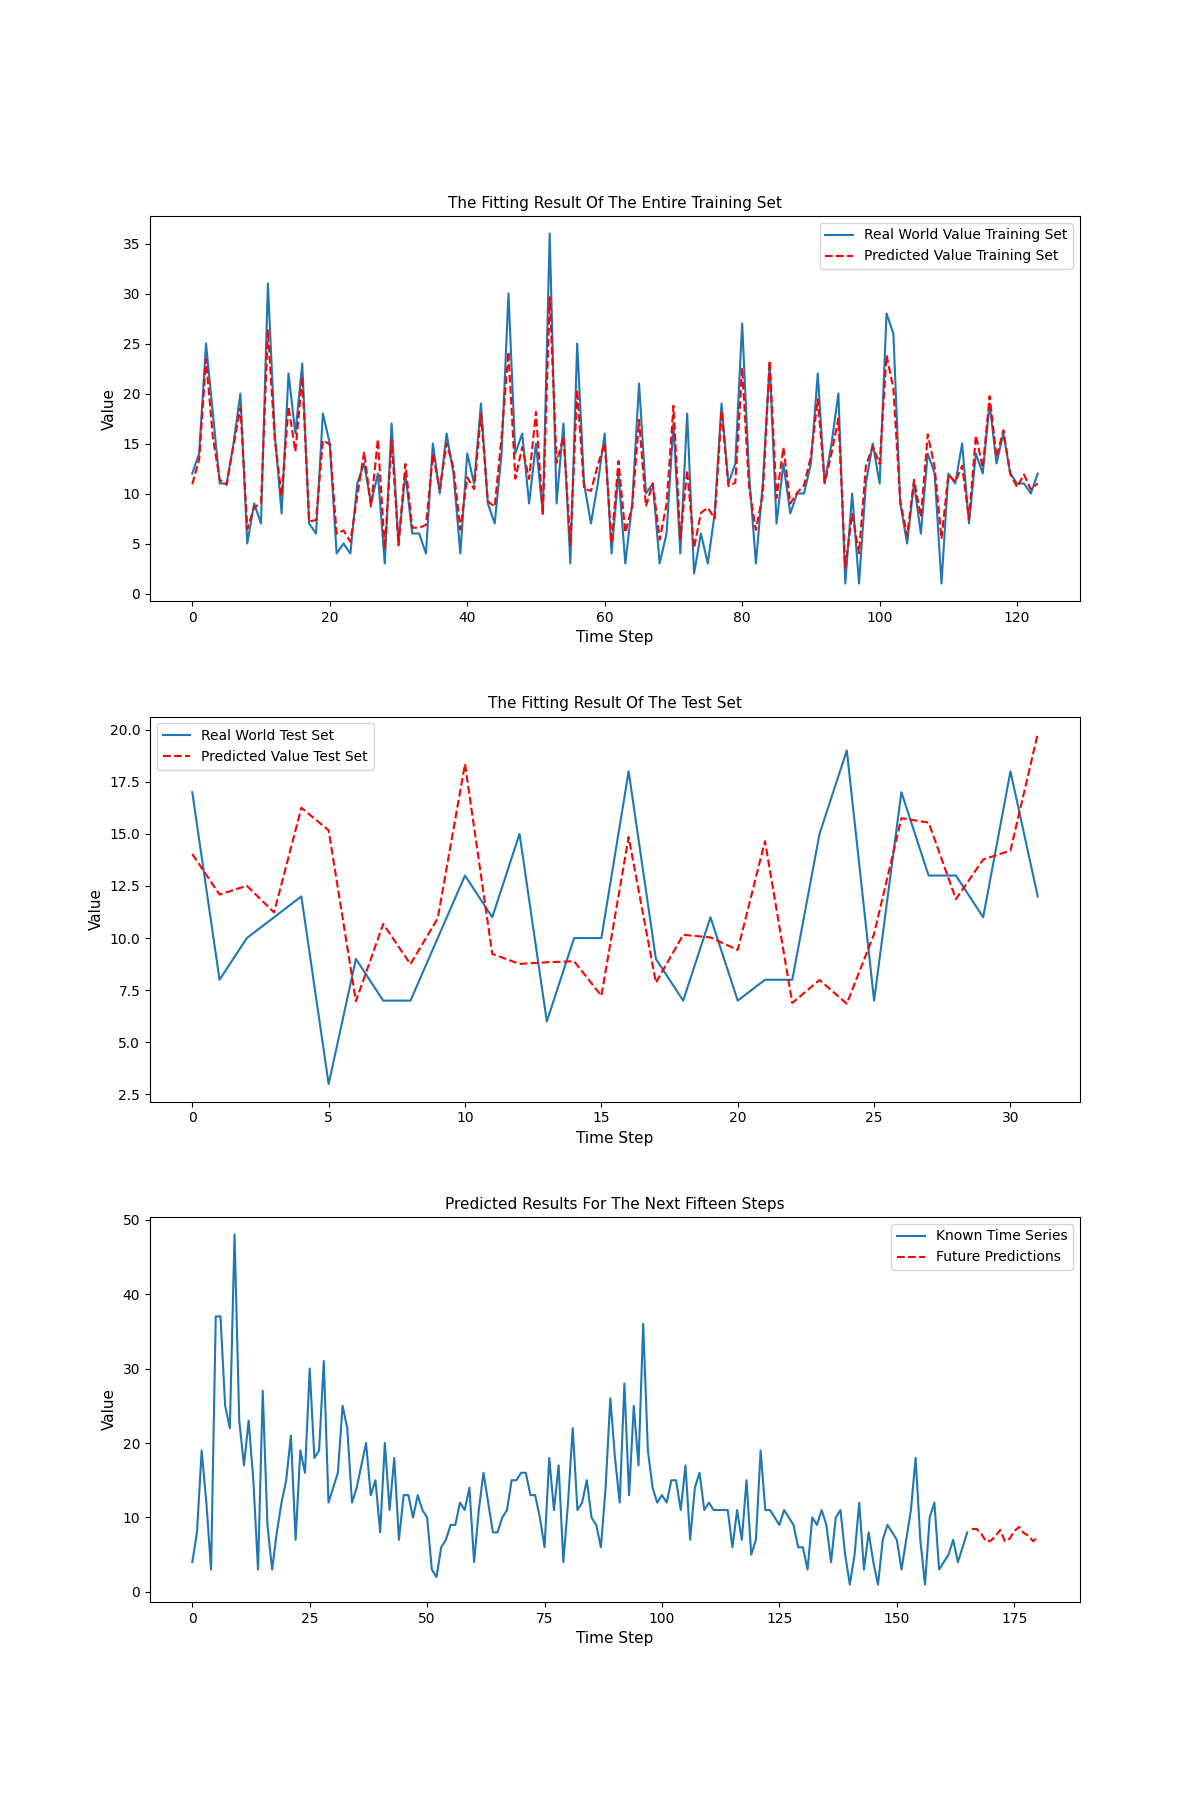 The Fitting Result Of The Entire Training Set
Real World Value Training Set
Predicted Value Training Set
Value
35
30
25
20
15
10
5
0
0 20 40 60 80 100 120
Time Step
The Fitting Result Of The Test Set
Real World Test Set
Predicted Value Test Set
Value
20.0
17.5
15.0
12.5
10.0
7.5
5.0
2.5
0 5 10 15 20 25 30
Time Step
Predicted Results For The Next Fifteen Steps
Known Time Series
Future Predictions
Value
50
40
30
20
10
0
0 25 50 75 100 125 150 175
Time Step